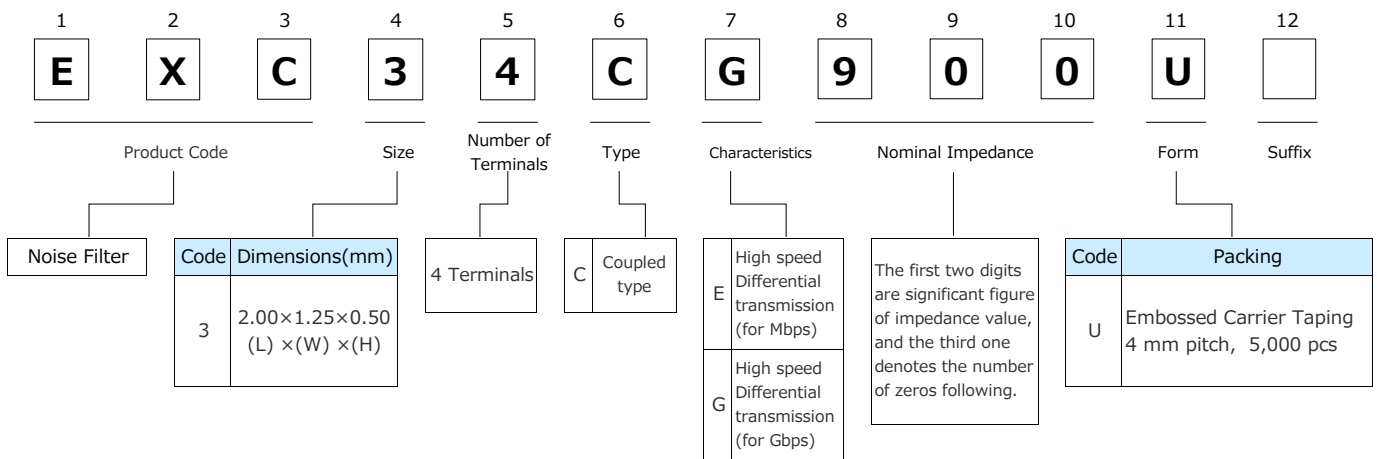 1 2 3 4 5 6 7 8 9 10 11 12
E X C 3 4 C G 9 0 0 U
Product Code
Size
Number of
Terminals
Type
Characteristics
Nominal Impedance
Form
Suffix
Noise Filter
Code Dimensions(mm)
3
2.00×1.25×0.50
(L) ×(W) ×(H)
4 Terminals
C
Coupled
type
E
High speed
Differential
transmission
(for Mbps)
G
High speed
Differential
transmission
(for Gbps)
The first two digits
are significant figure
of impedance value,
and the third one
denotes the number
of zeros following.
Code Packing
U
Embossed Carrier Taping
4 mm pitch, 5,000 pcs